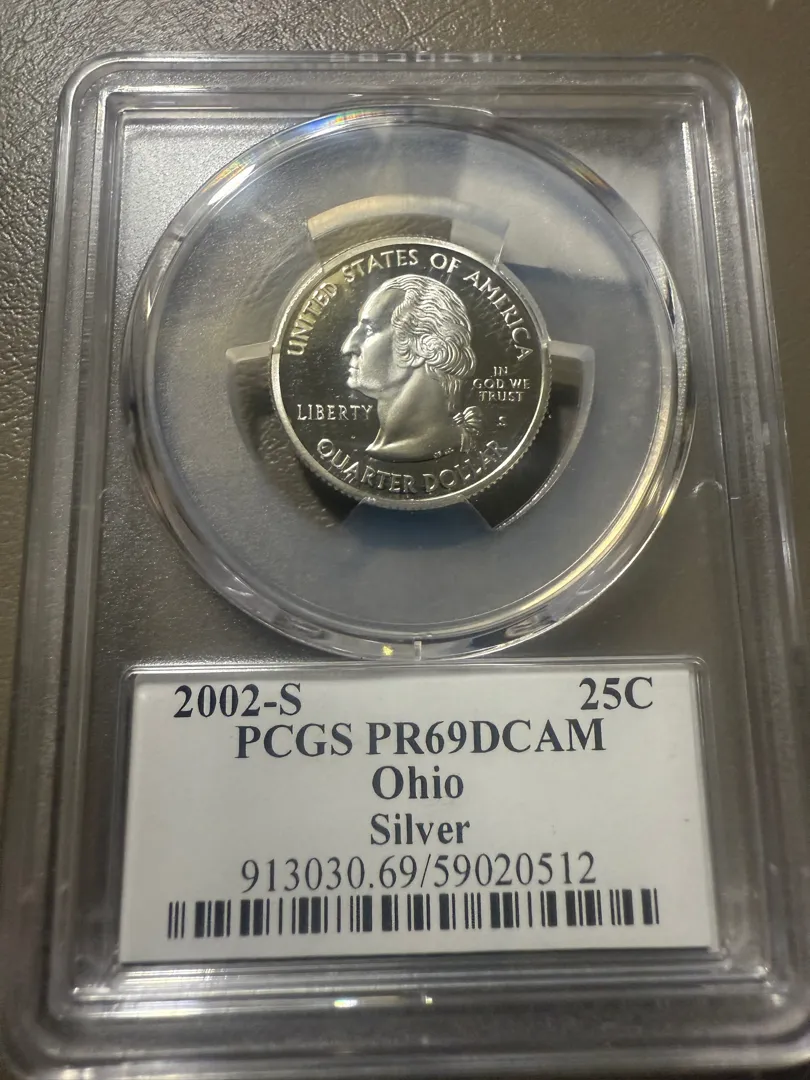 UNITED STATES OF AMERICA
IN
GOD WE
TRUST
LIBERTY
S
QUARTER DOLLAR
2002-S 25C
PCGS PR69DCAM
Ohio
Silver
913030.69/59020512